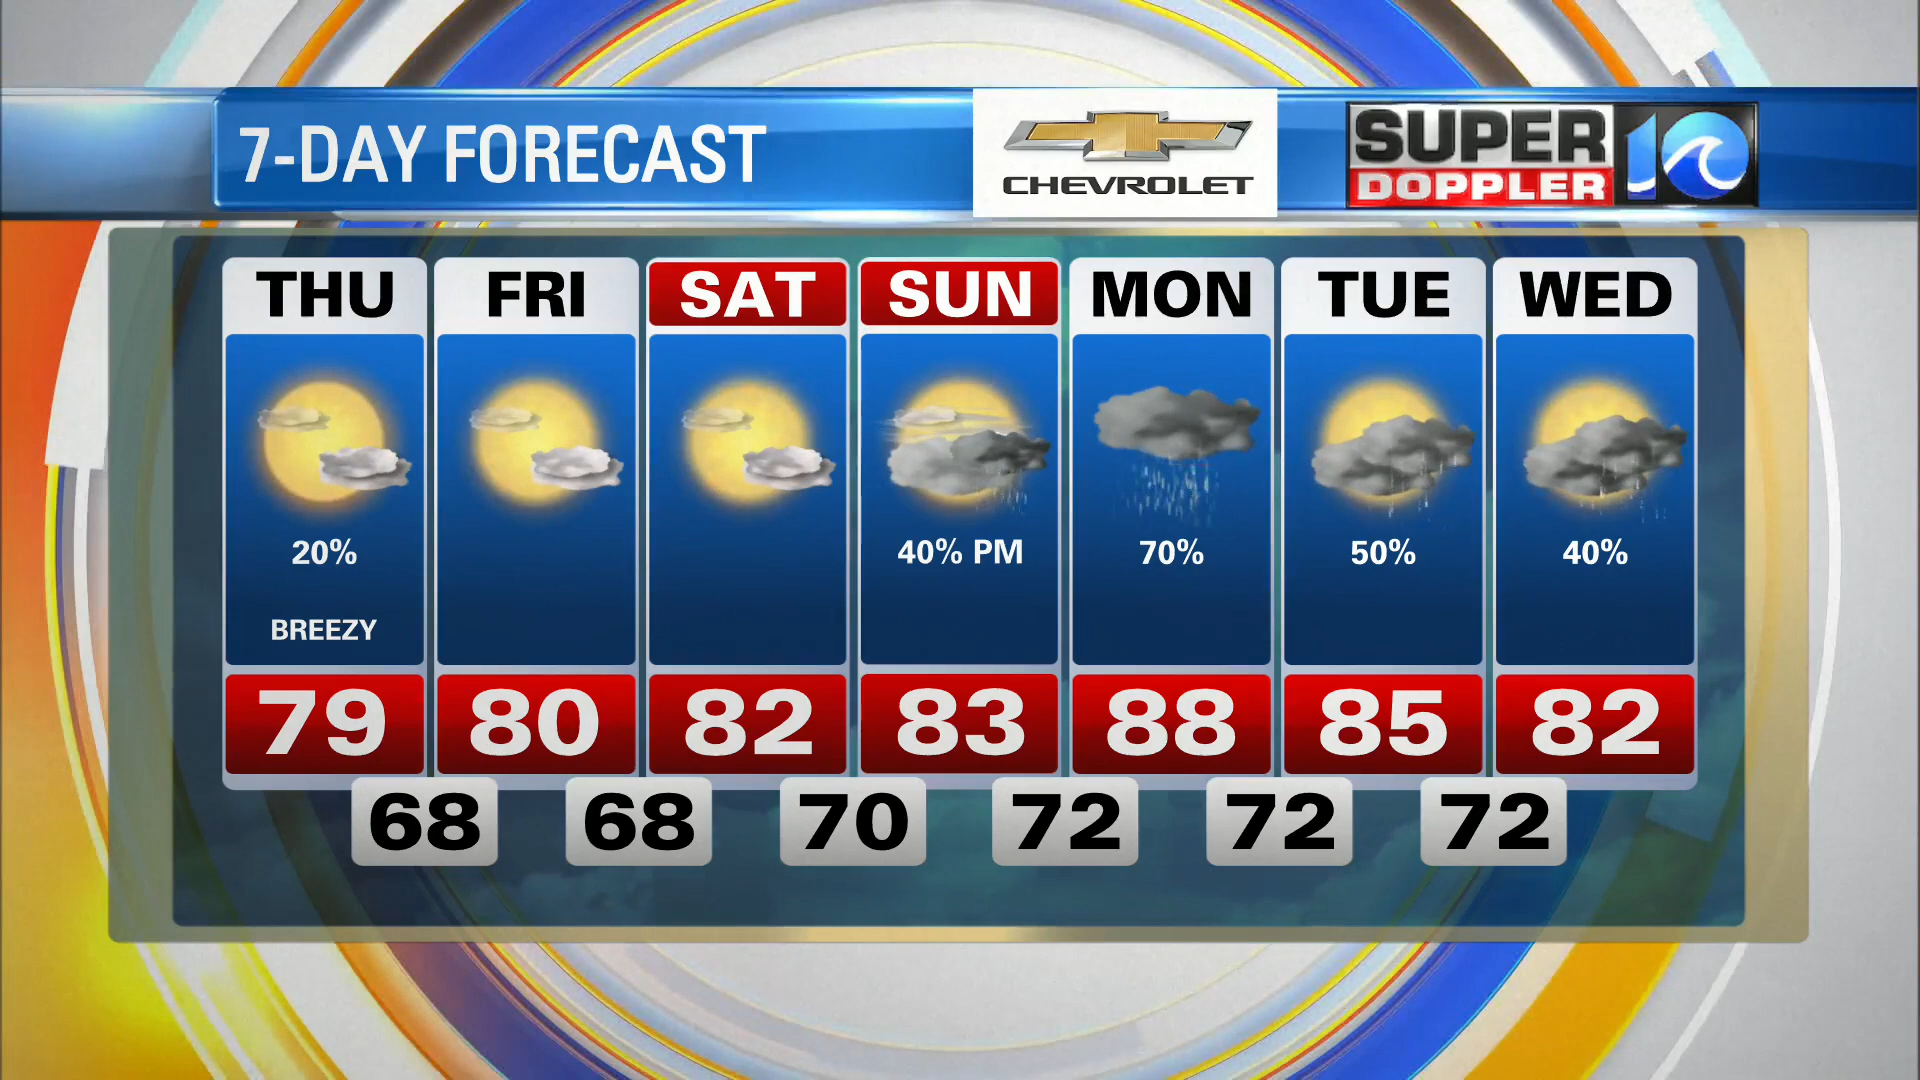 7-DAY FORECAST
CHEVROLET
SUPER
DOPPLER
10
THU FRI SAT SUN MON TUE WED
20% 40% PM 70% 50% 40%
BREEZY
79 80 82 83 88 85 82
68 68 70 72 72 72